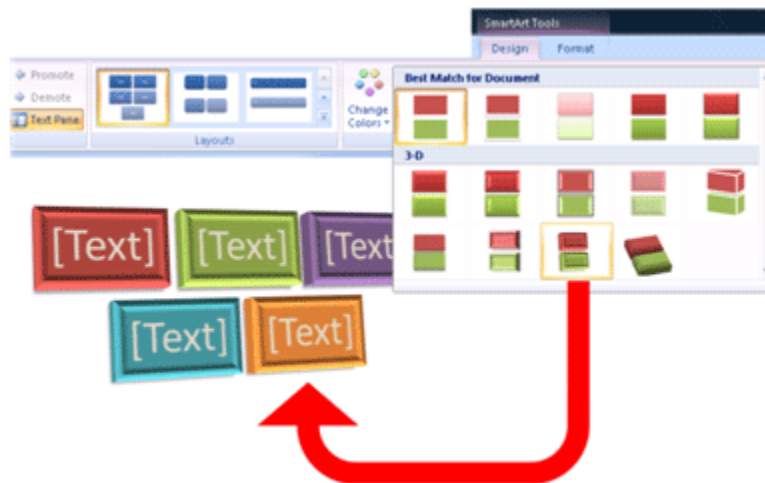 SmartArt Tools
Design Format
Promote
Demote
Text Pane
Layouts
Change
Colors
Best Match for Document
3-D
[Text] [Text] [Text
[Text] [Text]